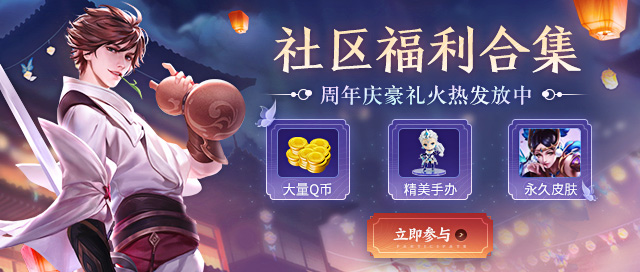 社区福利合集
周年庆豪礼火热发放中
大量Q币
精美手办
永久皮肤
立即参与
PARTICIPATE